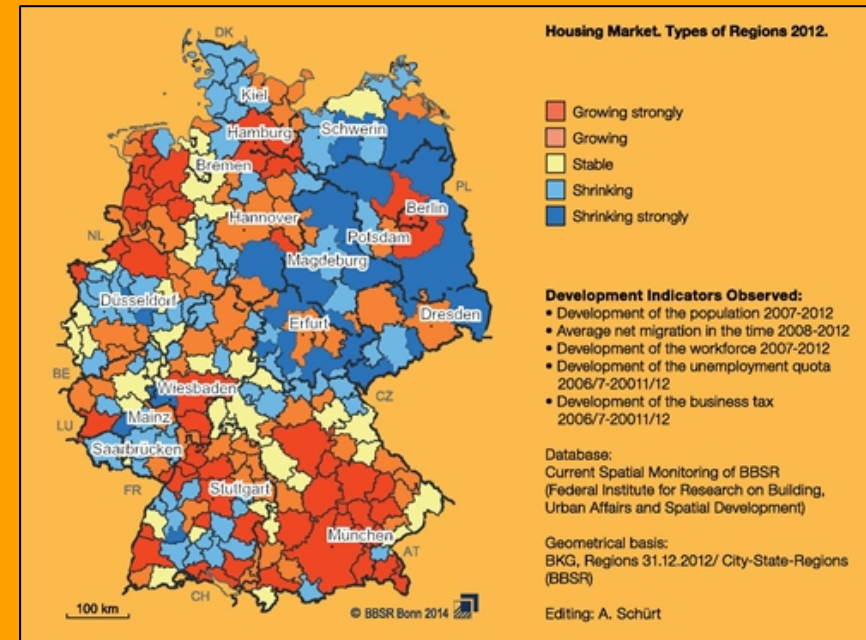 Housing Market. Types of Regions 2012.
Growing strongly
Growing
Stable
Shrinking
Shrinking strongly
Development Indicators Observed:
• Development of the population 2007-2012
• Average net migration in the time 2008-2012
• Development of the workforce 2007-2012
• Development of the unemployment quota
2006/7-20011/12
• Development of the business tax
2006/7-20011/12
Database:
Current Spatial Monitoring of BBSR
(Federal Institute for Research on Building,
Urban Affairs and Spatial Development)
Geometrical basis:
BKG, Regions 31.12.2012/ City-State-Regions
(BBSR)
Editing: A. Schürt
DK
Kiel
Hamburg
Schwerin
Bremen
PL
Berlin
Hannover
Potsdam
NL
Magdeburg
Düsseldorf
Dresden
Erfurt
BE
Wiesbaden
CZ
Mainz
LU
Saarbrücken
FR
Stuttgart
München
AT
CH
100 km
© BBSR Bonn 2014